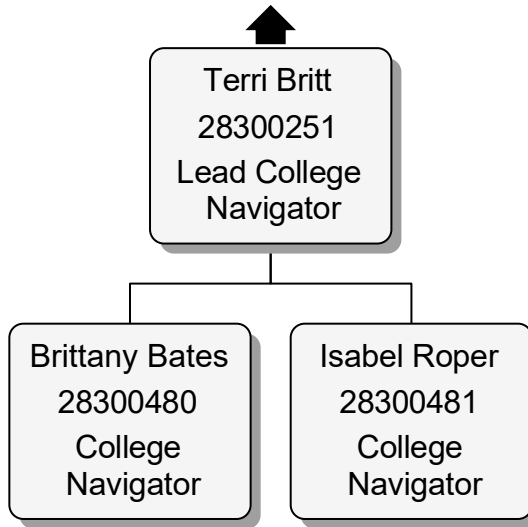 Terri Britt
28300251
Lead College
Navigator
Brittany Bates
28300480
College
Navigator
Isabel Roper
28300481
College
Navigator